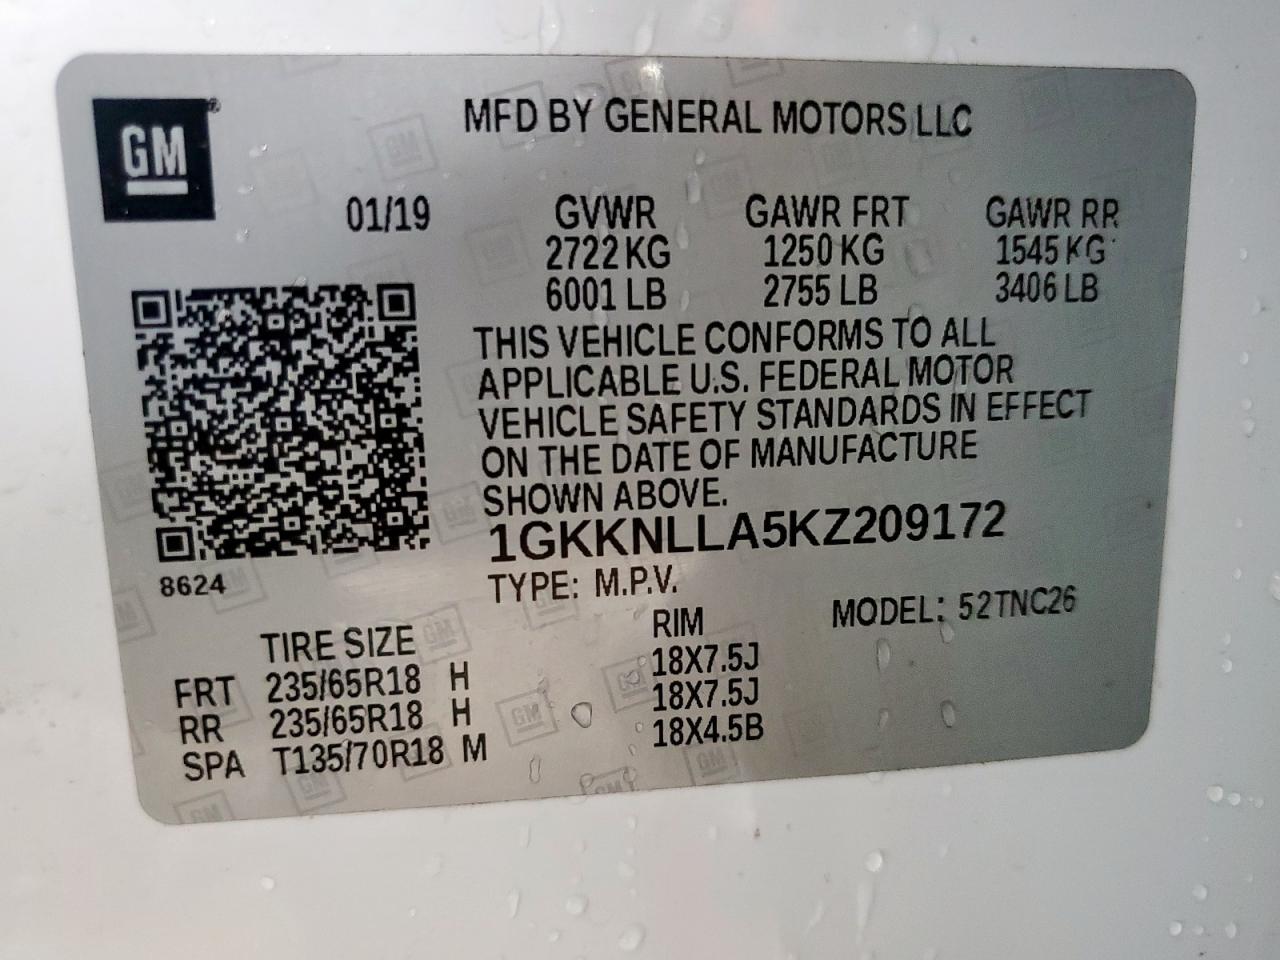 GM
MFD BY GENERAL MOTORS LLC
01/19 GVWR GAWR FRT GAWR RR
2722 KG 1250 KG 1545 KG
6001 LB 2755 LB 3406 LB
THIS VEHICLE CONFORMS TO ALL
APPLICABLE U.S. FEDERAL MOTOR
VEHICLE SAFETY STANDARDS IN EFFECT
ON THE DATE OF MANUFACTURE
SHOWN ABOVE.
1GKKNLLA5KZ209172
8624
TYPE: M.P.V.
MODEL: 52TNC26
TIRE SIZE RIM
FRT 235/65R18 H 18X7.5J
RR 235/65R18 H 18X7.5J
SPA T135/70R18 M 18X4.5B